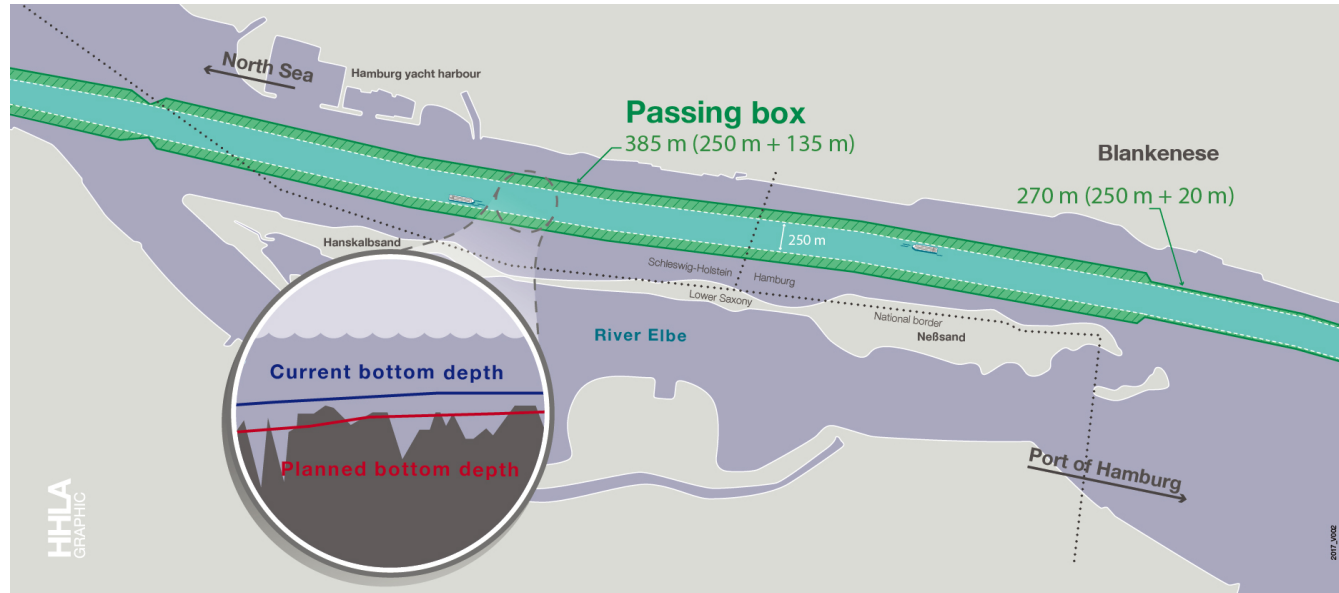 North Sea
Hamburg yacht harbour
Passing box
385 m (250 m + 135 m)
Blankenese
270 m (250 m + 20 m)
250 m
Hanskalbsand
Schleswig-Holstein
Hamburg
Lower Saxony
National border
Neßsand
River Elbe
Current bottom depth
Planned bottom depth
Port of Hamburg
HHLA
GRAPHIC
2017_V002